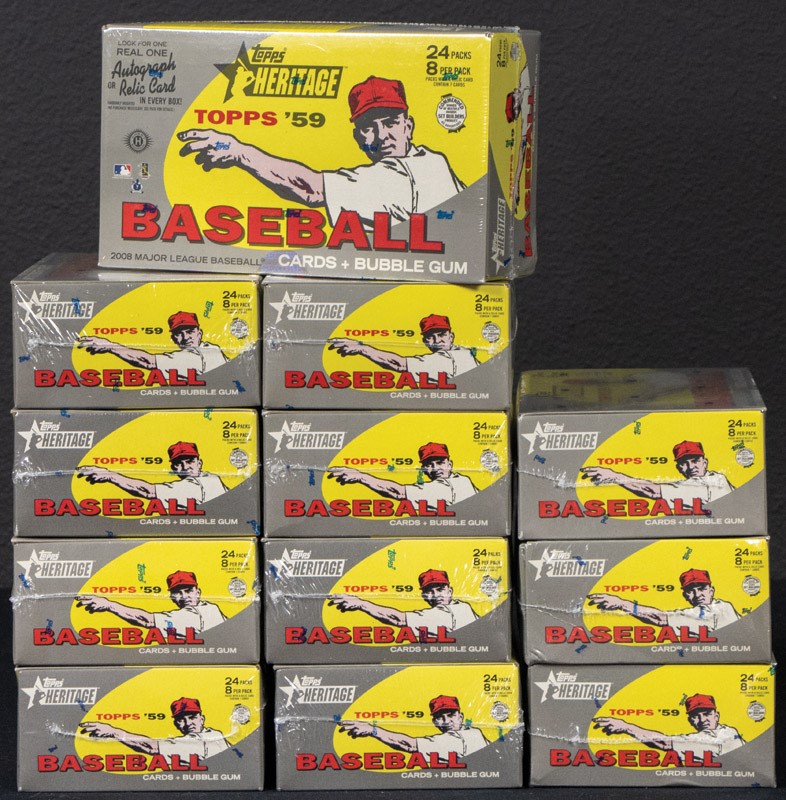 LOOK FOR ONE
REAL ONE
Autograph
OR Relic Card
IN EVERY BOX!
Topps
HERITAGE
24 PACKS
8 PER PACK
TOPPS '59
BASEBALL
2008 MAJOR LEAGUE BASEBALL®
CARDS + BUBBLE GUM
24 PACKS
TOPPS '59
BASEBALL
HERITAGE
Topps
HERITAGE
24 PACKS
8 PER PACK
TOPPS '59
BASEBALL
CARDS + BUBBLE GUM
Topps
HERITAGE
24 PACKS
8 PER PACK
TOPPS '59
BASEBALL
CARDS + BUBBLE GUM
Topps
HERITAGE
24 PACKS
8 PER PACK
TOPPS '59
BASEBALL
CARDS + BUBBLE GUM
Topps
HERITAGE
24 PACKS
8 PER PACK
TOPPS '59
BASEBALL
CARDS + BUBBLE GUM
Topps
HERITAGE
24 PACKS
8 PER PACK
TOPPS '59
BASEBALL
CARDS + BUBBLE GUM
Topps
HERITAGE
24 PACKS
8 PER PACK
TOPPS '59
BASEBALL
CARDS + BUBBLE GUM
Topps
HERITAGE
24 PACKS
8 PER PACK
TOPPS '59
BASEBALL
CARDS + BUBBLE GUM
Topps
HERITAGE
24 PACKS
8 PER PACK
TOPPS '59
BASEBALL
CARDS + BUBBLE GUM
Topps
HERITAGE
24 PACKS
8 PER PACK
TOPPS '59
BASEBALL
CARDS + BUBBLE GUM
Topps
HERITAGE
24 PACKS
8 PER PACK
TOPPS '59
BASEBALL
CARDS + BUBBLE GUM
Topps
HERITAGE
24 PACKS
8 PER PACK
TOPPS '59
BASEBALL
CARDS + BUBBLE GUM